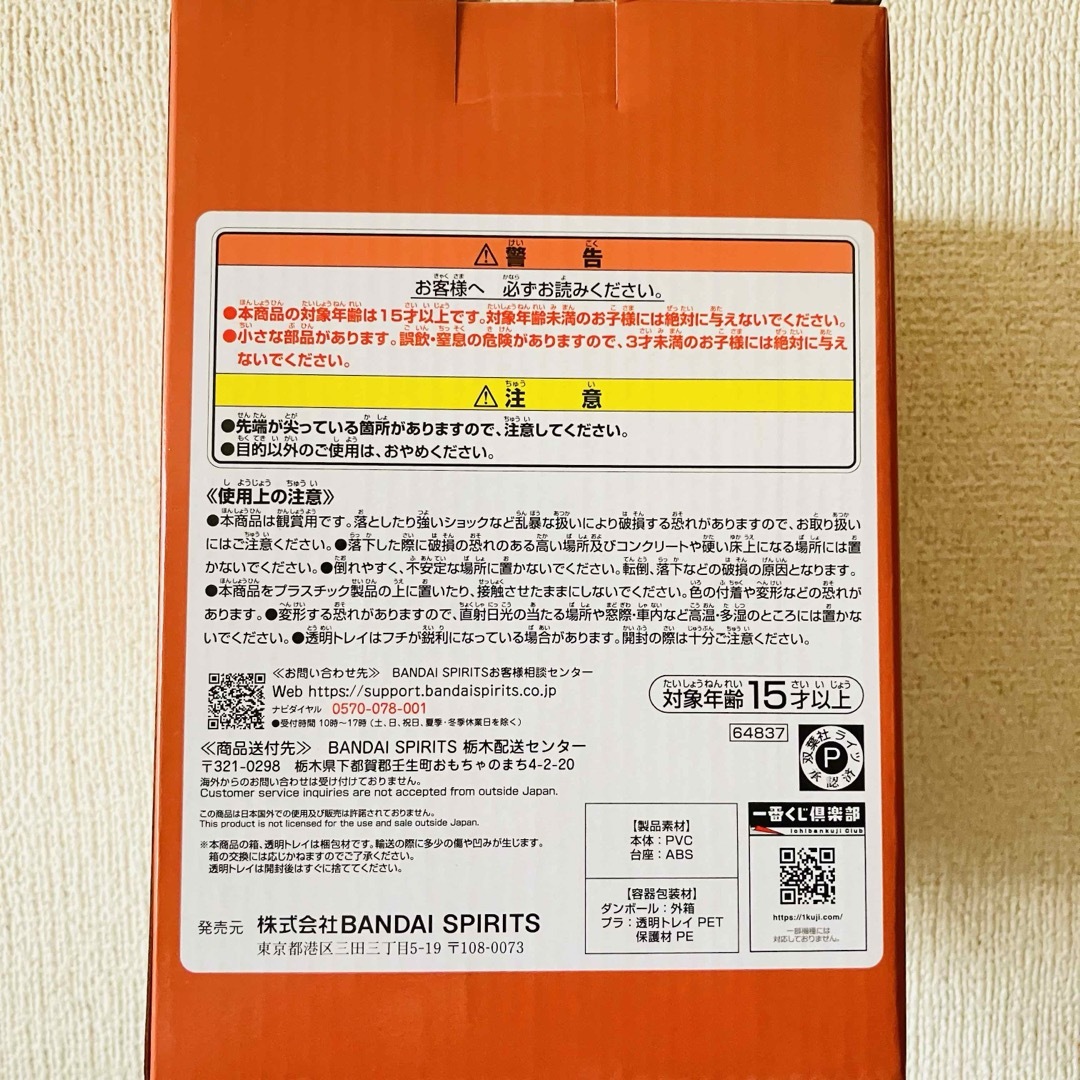 ⚠警告
お客様へ 必ずお読みください。
●本商品の対象年齢は15才以上です。対象年齢未満のお子様には絶対に与えないでください。
●小さな部品があります。誤飲・窒息の危険がありますので、3才未満のお子様には絶対に与え
ないでください。
⚠注意
●先端が尖っている箇所がありますので、注意してください。
●目的以外のご使用は、おやめください。
《使用上の注意》
●本商品は観賞用です。落としたり強いショックなど乱暴な扱いにより破損する恐れがありますので、お取り扱い
にはご注意ください。●落下した際に破損の恐れのある高い場所及びコンクリートや硬い床上になる場所には置
かないでください。●倒れやすく、不安定な場所に置かないでください。転倒、落下などの破損の原因となります。
●本商品をプラスチック製品の上に置いたり、接触させたままにしないでください。色の付着や変形などの恐れが
あります。●変形する恐れがありますので、直射日光の当たる場所や窓際・車内など高温・多湿のところには置かな
いでください。●透明トレイはフチが鋭利になっている場合があります。開封の際は十分ご注意ください。
≪お問い合わせ先≫ BANDAI SPIRITSお客様相談センター
Web https://support.bandaispirits.co.jp
ナビダイヤル 0570-078-001
●受付時間 10時〜17時(土、日、祝日、夏季・冬季休業日を除く)
対象年齢15才以上
64837
≪商品送付先≫ BANDAI SPIRITS 栃木配送センター
〒321-0298 栃木県下都賀郡壬生町おもちゃのまち4-2-20
海外からのお問い合わせは受け付けておりません。
Customer service inquiries are not accepted from outside Japan.
双葉社ライツ
P
承認済
この商品は日本国外での使用及び販売は許諾されておりません。
This product is not licensed for the use and sale outside Japan.
※本商品の箱、透明トレイは梱包材です。輸送の際に多少の傷や凹みが生じます。
箱の交換には応じかねますのでご了承ください。
透明トレイは開封後はすぐに捨ててください。
【製品素材】
本体：PVC
台座：ABS
【容器包装材】
ダンボール：外箱
プラ：透明トレイ PET
保護材 PE
一番くじ倶楽部
Ichibankuji Club
https://1kuji.com/
一部機種には
対応しておりません。
発売元 株式会社BANDAI SPIRITS
東京都港区三田三丁目5-19 〒108-0073